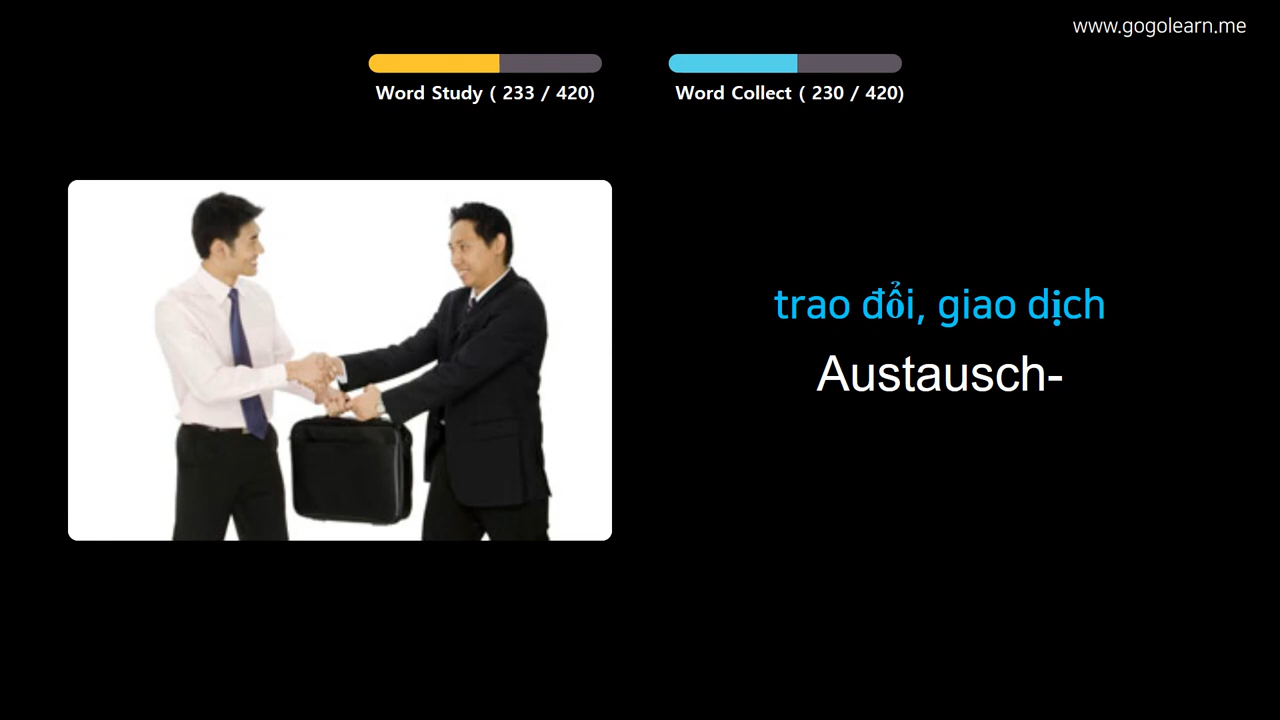 www.gogolearn.me
Word Study ( 233 / 420)
Word Collect ( 230 / 420)
trao đổi, giao dịch
Austausch-